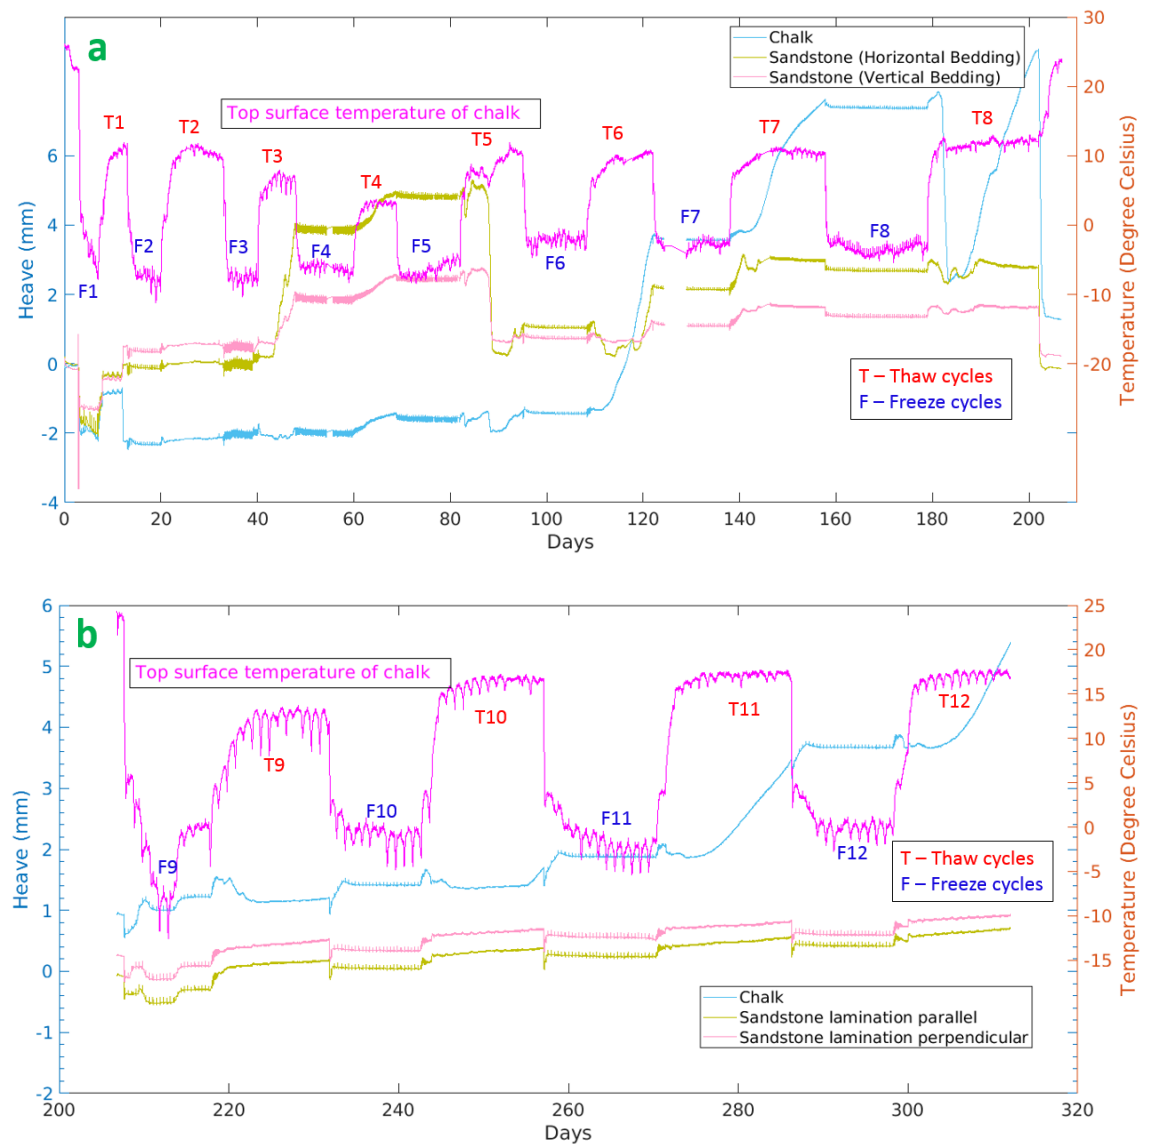 a
30
20
10
0
-10
-20
Temperature (Degree Celsius)
Chalk
Sandstone (Horizontal Bedding)
Sandstone (Vertical Bedding)
Top surface temperature of chalk
T1
T2
T3
T4
T5
T6
T7
T8
F1
F2
F3
F4
F5
F6
F7
F8
T – Thaw cycles
F – Freeze cycles
6
4
2
0
-2
-4
Heave (mm)
0 20 40 60 80 100 120 140 160 180 200
Days
b
6
5
4
3
2
1
0
-1
-2
Heave (mm)
25
20
15
10
5
0
-5
-10
-15
Temperature (Degree Celsius)
Top surface temperature of chalk
T9
T10
T11
T12
F9
F10
F11
F12
T – Thaw cycles
F – Freeze cycles
Chalk
Sandstone lamination parallel
Sandstone lamination perpendicular
200 220 240 260 280 300 320
Days